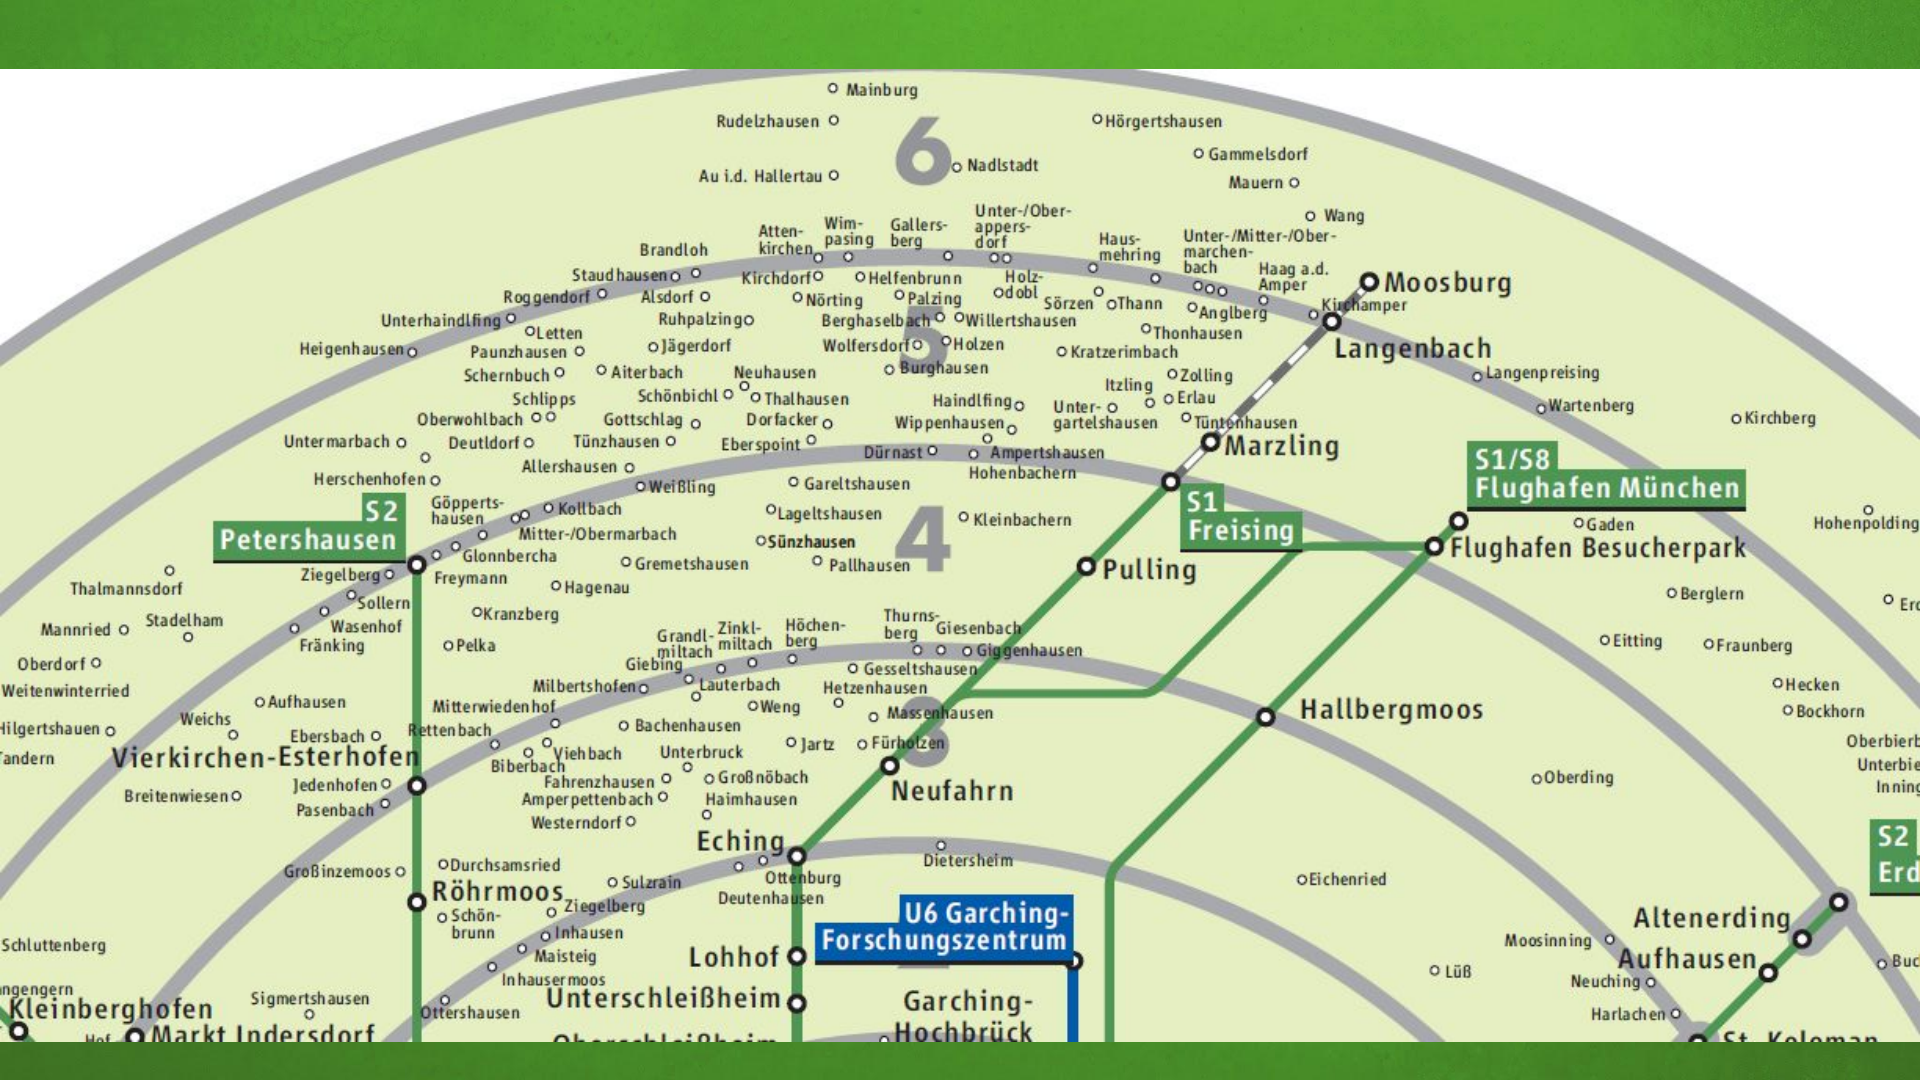 Mainburg
Rudelzhausen
Hörgertshausen
6
Gammelsdorf
Nadlstadt
Au i.d. Hallertau
Mauern
Wang
Unter-/Ober-
appers-
dorf
Wim-
pasing
Gallers-
berg
Atten-
kirchen
Haus-
mehring
Unter-/Mitter-/Ober-
marchen-
bach
Brandloh
Haag a.d.
Amper
Staudhausen
Kirchdorf
Helfenbrunn
Holz-
dobl
Moosburg
Roggendorf
Alsdorf
Nörting
Palzing
Sörzen
Thann
Kirchamper
Anglberg
Unterhaindlfing
Ruhpalzing
Berghaselbach
Willertshausen
5
Letten
Thonhausen
Heigenhausen
Paunzhausen
Jägerdorf
Wolfersdorf
Holzen
Kratzerimbach
Langenbach
Schernbuch
Aiterbach
Neuhausen
Burghausen
Zolling
Langenpreising
Itzling
Schlipps
Schönbichl
Thalhausen
Haindlfing
Erlau
Unter-
gartelshausen
Wartenberg
Oberwohlbach
Gottschlag
Dorfacker
Wippenhausen
Tüntenhausen
Kirchberg
Untermarbach
Deutldorf
Tünzhausen
Eberspoint
Dürnast
Ampertshausen
Marzling
Allershausen
Hohenbachern
S1/S8
Flughafen München
Herschenhofen
Weißling
Gareltshausen
S2
Petershausen
Götpperts-
hausen
Kollbach
Lageltshausen
Kleinbachern
4
S1
Freising
Gaden
Hohenpolding
Mitter-/Obermarbach
Sünzhausen
Flughafen Besucherpark
Glonnbercha
Gremetshausen
Pallhausen
Pulling
Ziegelberg
Freymann
Thalmannsdorf
Hagenau
Berglern
Sollern
Kranzberg
Stadelham
Mannried
Wasenhof
Thurns-
berg
Giesenbach
Höchen-
berg
Zinkl-
miltach
Grandl-
miltach
Fränking
Pelka
Eitting
Fraunberg
Giggenhausen
Oberdorf
Giebing
Gesseltshausen
Weitenwinterried
Milbertshofen
Lauterbach
Hetzenhausen
Hecken
Aufhausen
Mitterwiedenhof
Weng
Massenhausen
Hallbergmoos
Bockhorn
Weichs
Bachenhausen
Hilgertshauen
Ebersbach
Rettenbach
Jartz
Fürholzen
3
Vierkirchen-Esterhofen
Viehbach
Unterbruck
Biberbach
Oberding
Jedenhofen
Fahrenzhausen
Großnöbach
Neufahrn
Breitenwiesen
Amperpettenbach
Haimhausen
Pasenbach
Westerndorf
Eching
S2
Großinzemoos
Durchsamsried
Dietersheim
Röhrmoos
Sulzrain
Ottenburg
Eichenried
Deutenhausen
Ziegelberg
Schön-
brunn
U6 Garching-
Forschungszentrum
Altenerding
Inhausen
Schluttenberg
Maisteig
Lohhof
Moosinning
Aufhausen
Inhausermoos
Lüß
Neuching
Kleinberghofen
Sigmertshausen
Unterschleißheim
Garching-
Hochbrück
Ottershausen
Harlachen
Hof
Markt Indersdorf
Oberschleißheim
St. Koloman